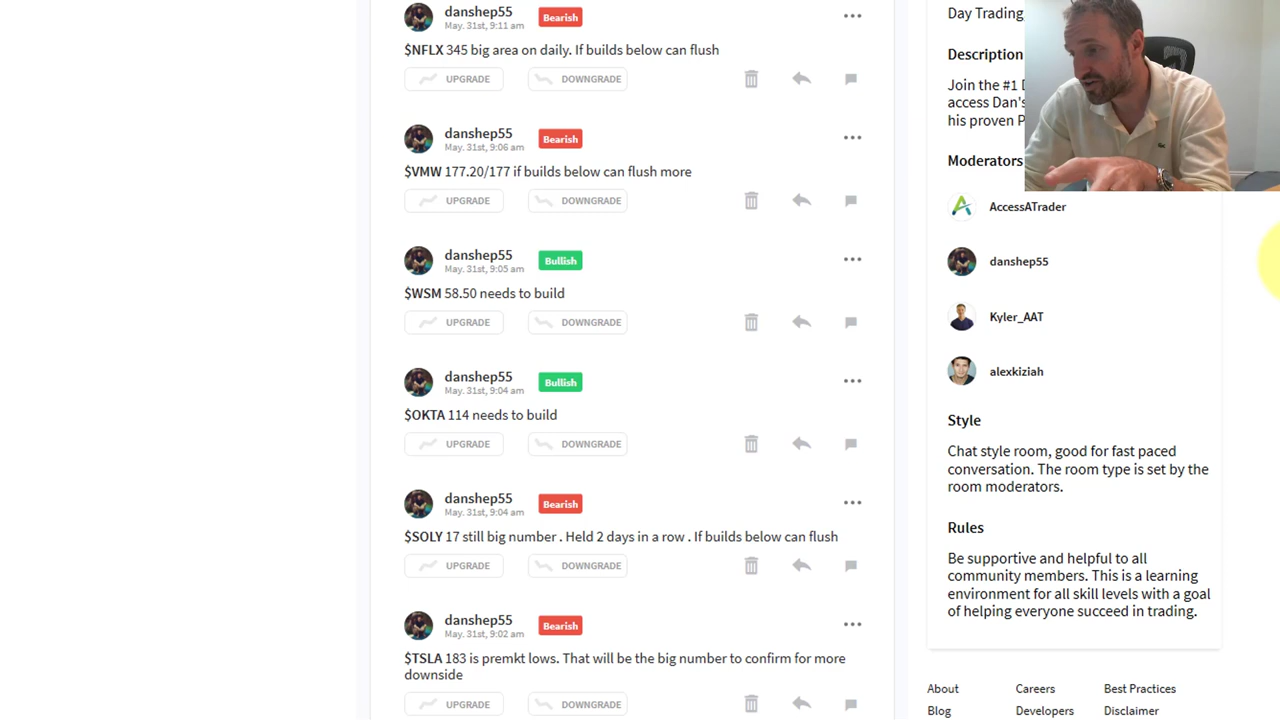 danshep55
Bearish
May. 31st, 9:11 am
$NFLX 345 big area on daily. If builds below can flush
UPGRADE
DOWNGRADE
danshep55
Bearish
May. 31st, 9:06 am
$VMW 177.20/177 if builds below can flush more
UPGRADE
DOWNGRADE
danshep55
Bullish
May. 31st, 9:05 am
$WSM 58.50 needs to build
UPGRADE
DOWNGRADE
danshep55
Bullish
May. 31st, 9:04 am
$OKTA 114 needs to build
UPGRADE
DOWNGRADE
danshep55
Bearish
May. 31st, 9:04 am
$SOLY 17 still big number . Held 2 days in a row . If builds below can flush
UPGRADE
DOWNGRADE
danshep55
Bearish
May. 31st, 9:02 am
$TSLA 183 is premkt lows. That will be the big number to confirm for more
downside
UPGRADE
DOWNGRADE
Day Trading,
Description
Join the #1
access Dan's
his proven
Moderators
AccessATrader
danshep55
Kyler_AAT
alexkiziah
Style
Chat style room, good for fast paced
conversation. The room type is set by the
room moderators.
Rules
Be supportive and helpful to all
community members. This is a learning
environment for all skill levels with a goal
of helping everyone succeed in trading.
About
Careers
Best Practices
Blog
Developers
Disclaimer